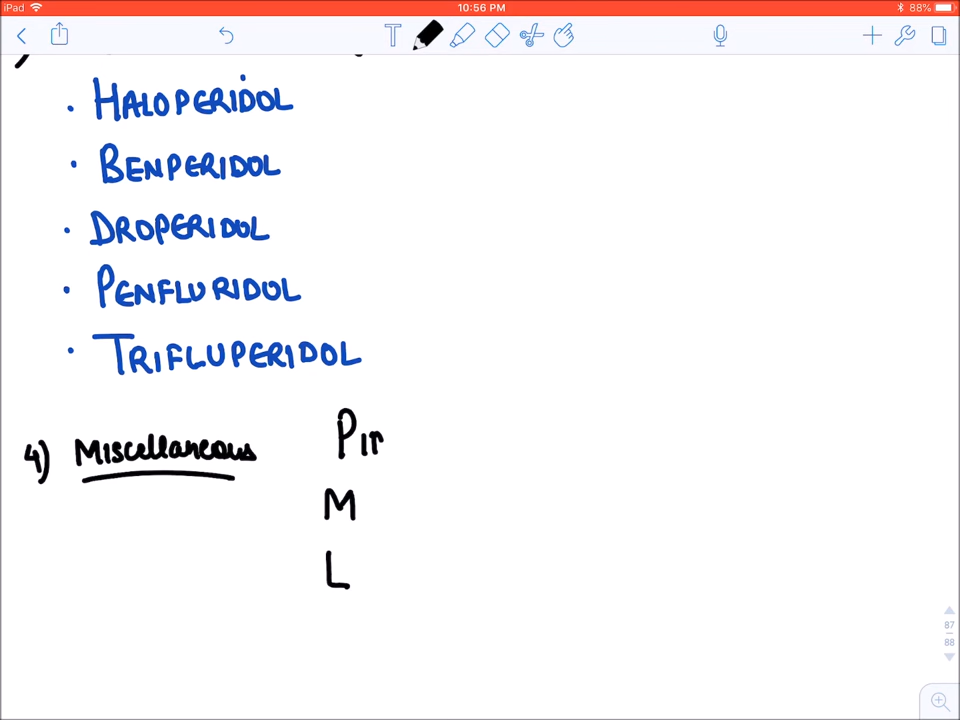 iPad 10:56 PM 88%
T
· HALOPERIDOL
· BENPERIDOL
· DROPERIDOL
· PENFLURIDOL
· TRIFLUPERIDOL
4) Miscellaneous
Pir
M
L
87
88